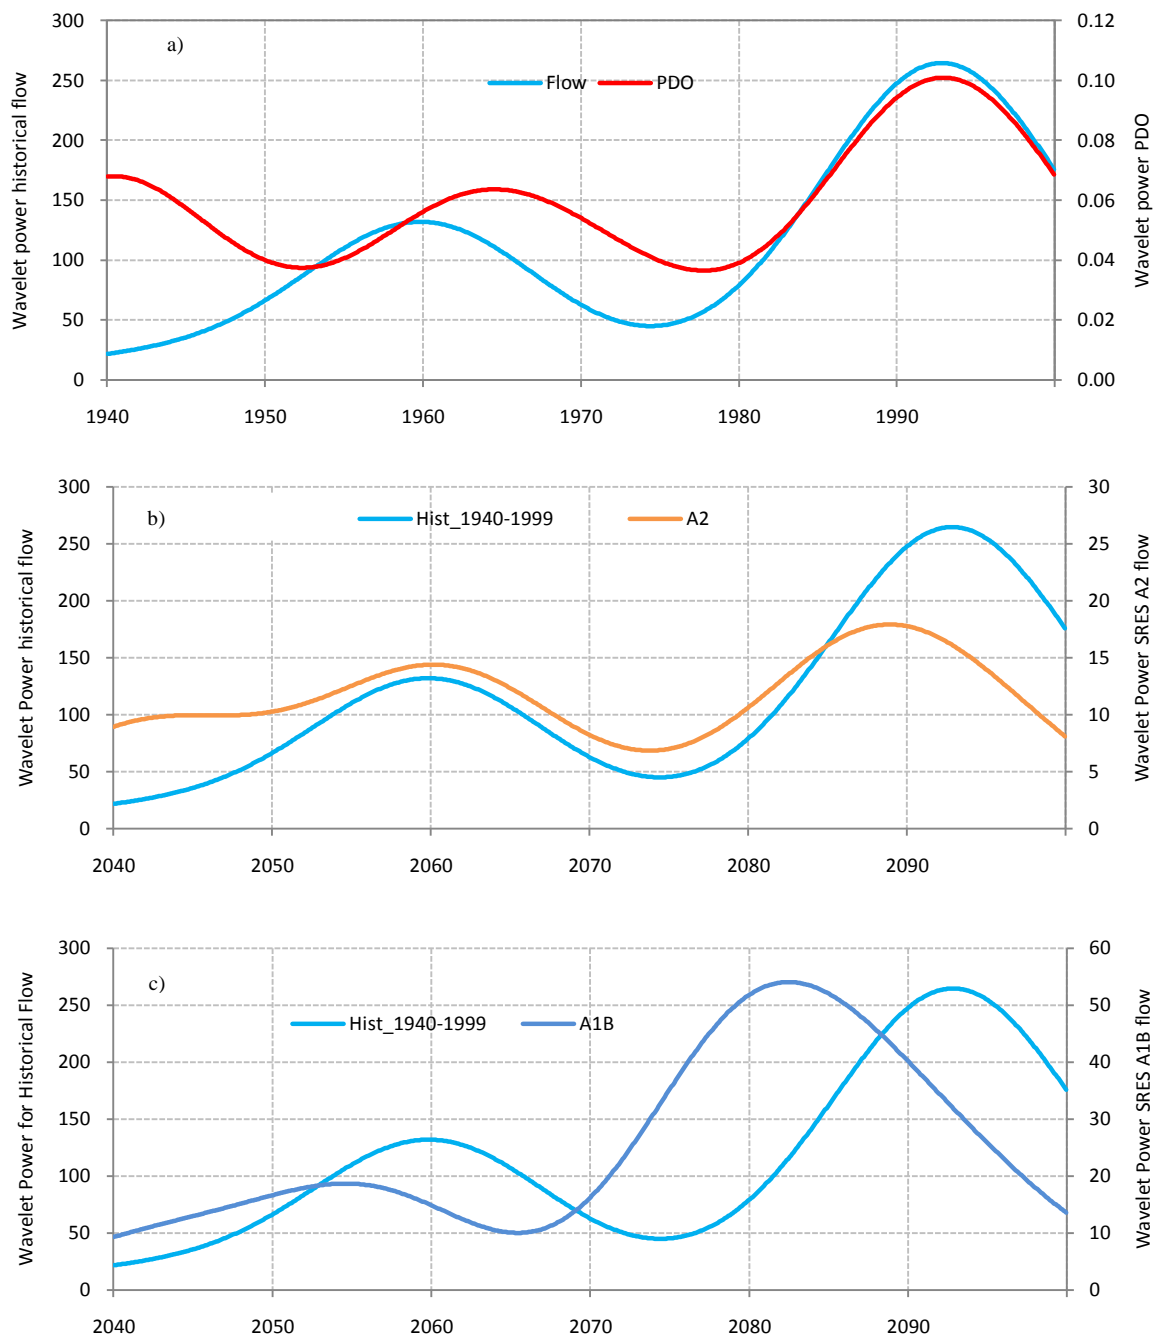 a)
Flow PDO
Wavelet power historical flow
300
250
200
150
100
50
0
0.12
0.10
0.08
0.06
0.04
0.02
0.00
Wavelet power PDO
1940 1950 1960 1970 1980 1990
b)
Hist_1940-1999 A2
Wavelet Power historical flow
300
250
200
150
100
50
0
30
25
20
15
10
5
0
Wavelet Power SRES A2 flow
2040 2050 2060 2070 2080 2090
c)
Hist_1940-1999 A1B
Wavelet Power for Historical Flow
300
250
200
150
100
50
0
60
50
40
30
20
10
0
Wavelet Power SRES A1B flow
2040 2050 2060 2070 2080 2090